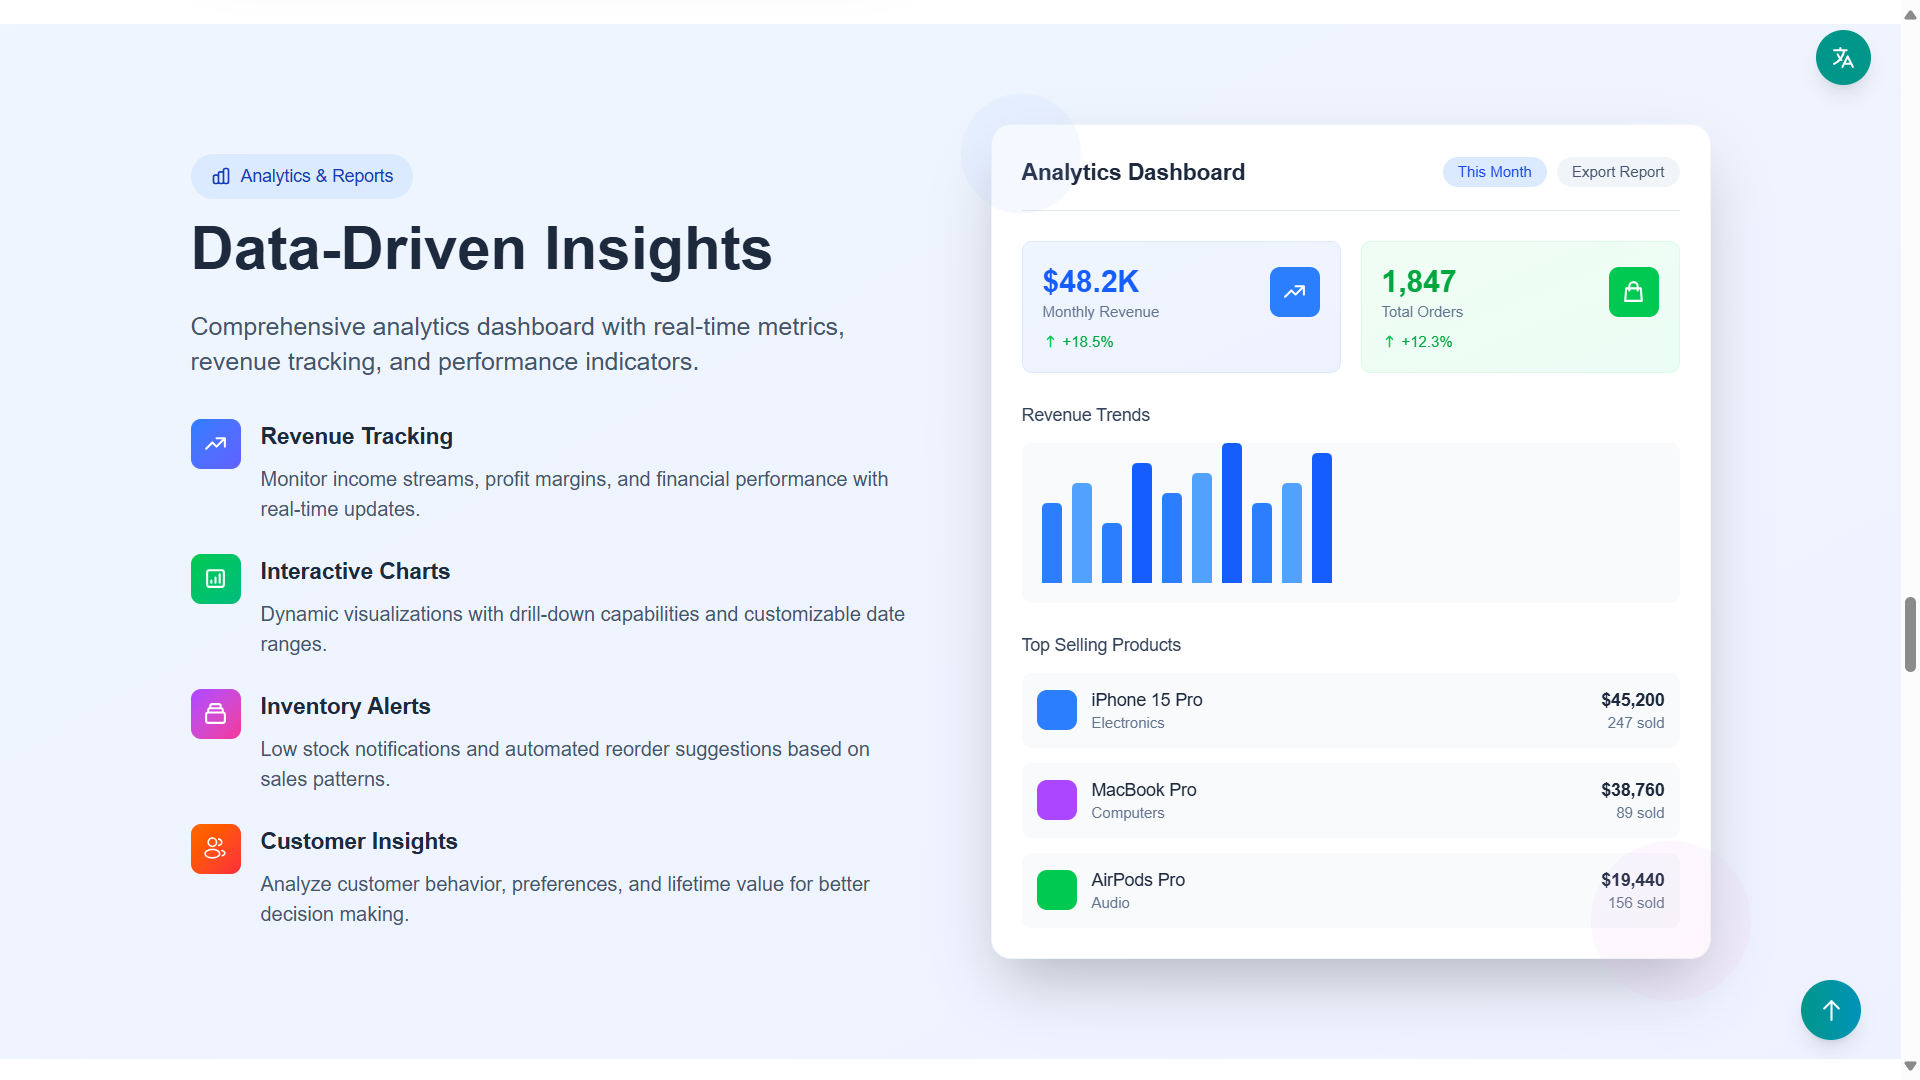 Analytics & Reports
Data-Driven Insights
Comprehensive analytics dashboard with real-time metrics,
revenue tracking, and performance indicators.
Revenue Tracking
Monitor income streams, profit margins, and financial performance with
real-time updates.
Interactive Charts
Dynamic visualizations with drill-down capabilities and customizable date
ranges.
Inventory Alerts
Low stock notifications and automated reorder suggestions based on
sales patterns.
Customer Insights
Analyze customer behavior, preferences, and lifetime value for better
decision making.
Analytics Dashboard
This Month
Export Report
$48.2K
Monthly Revenue
↑ +18.5%
1,847
Total Orders
↑ +12.3%
Revenue Trends
Top Selling Products
iPhone 15 Pro
Electronics
$45,200
247 sold
MacBook Pro
Computers
$38,760
89 sold
AirPods Pro
Audio
$19,440
156 sold